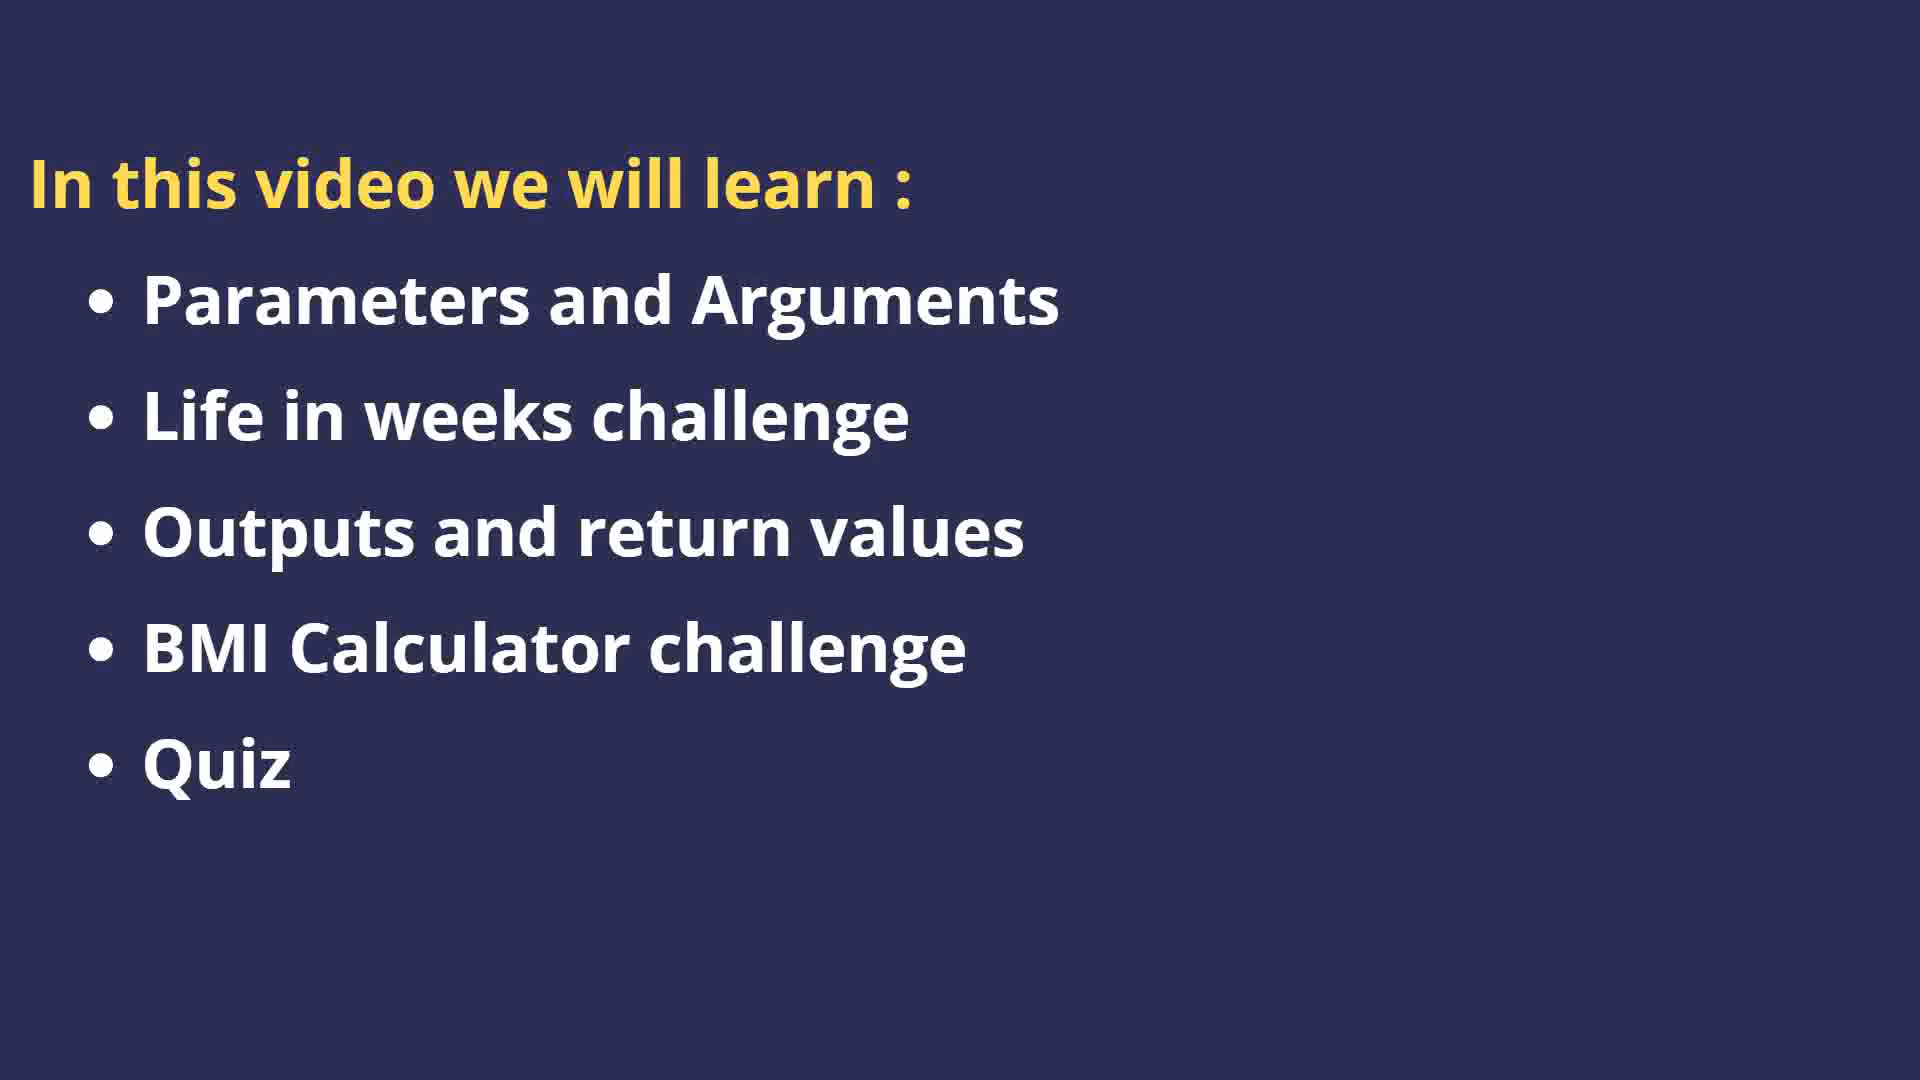 In this video we will learn :
• Parameters and Arguments
• Life in weeks challenge
• Outputs and return values
• BMI Calculator challenge
• Quiz